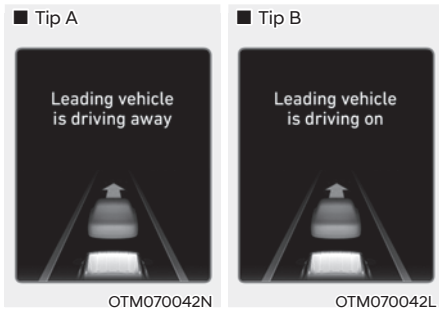 ■ Tip A
Leading vehicle
is driving away
OTM070042N
■ Tip B
Leading vehicle
is driving on
OTM070042L